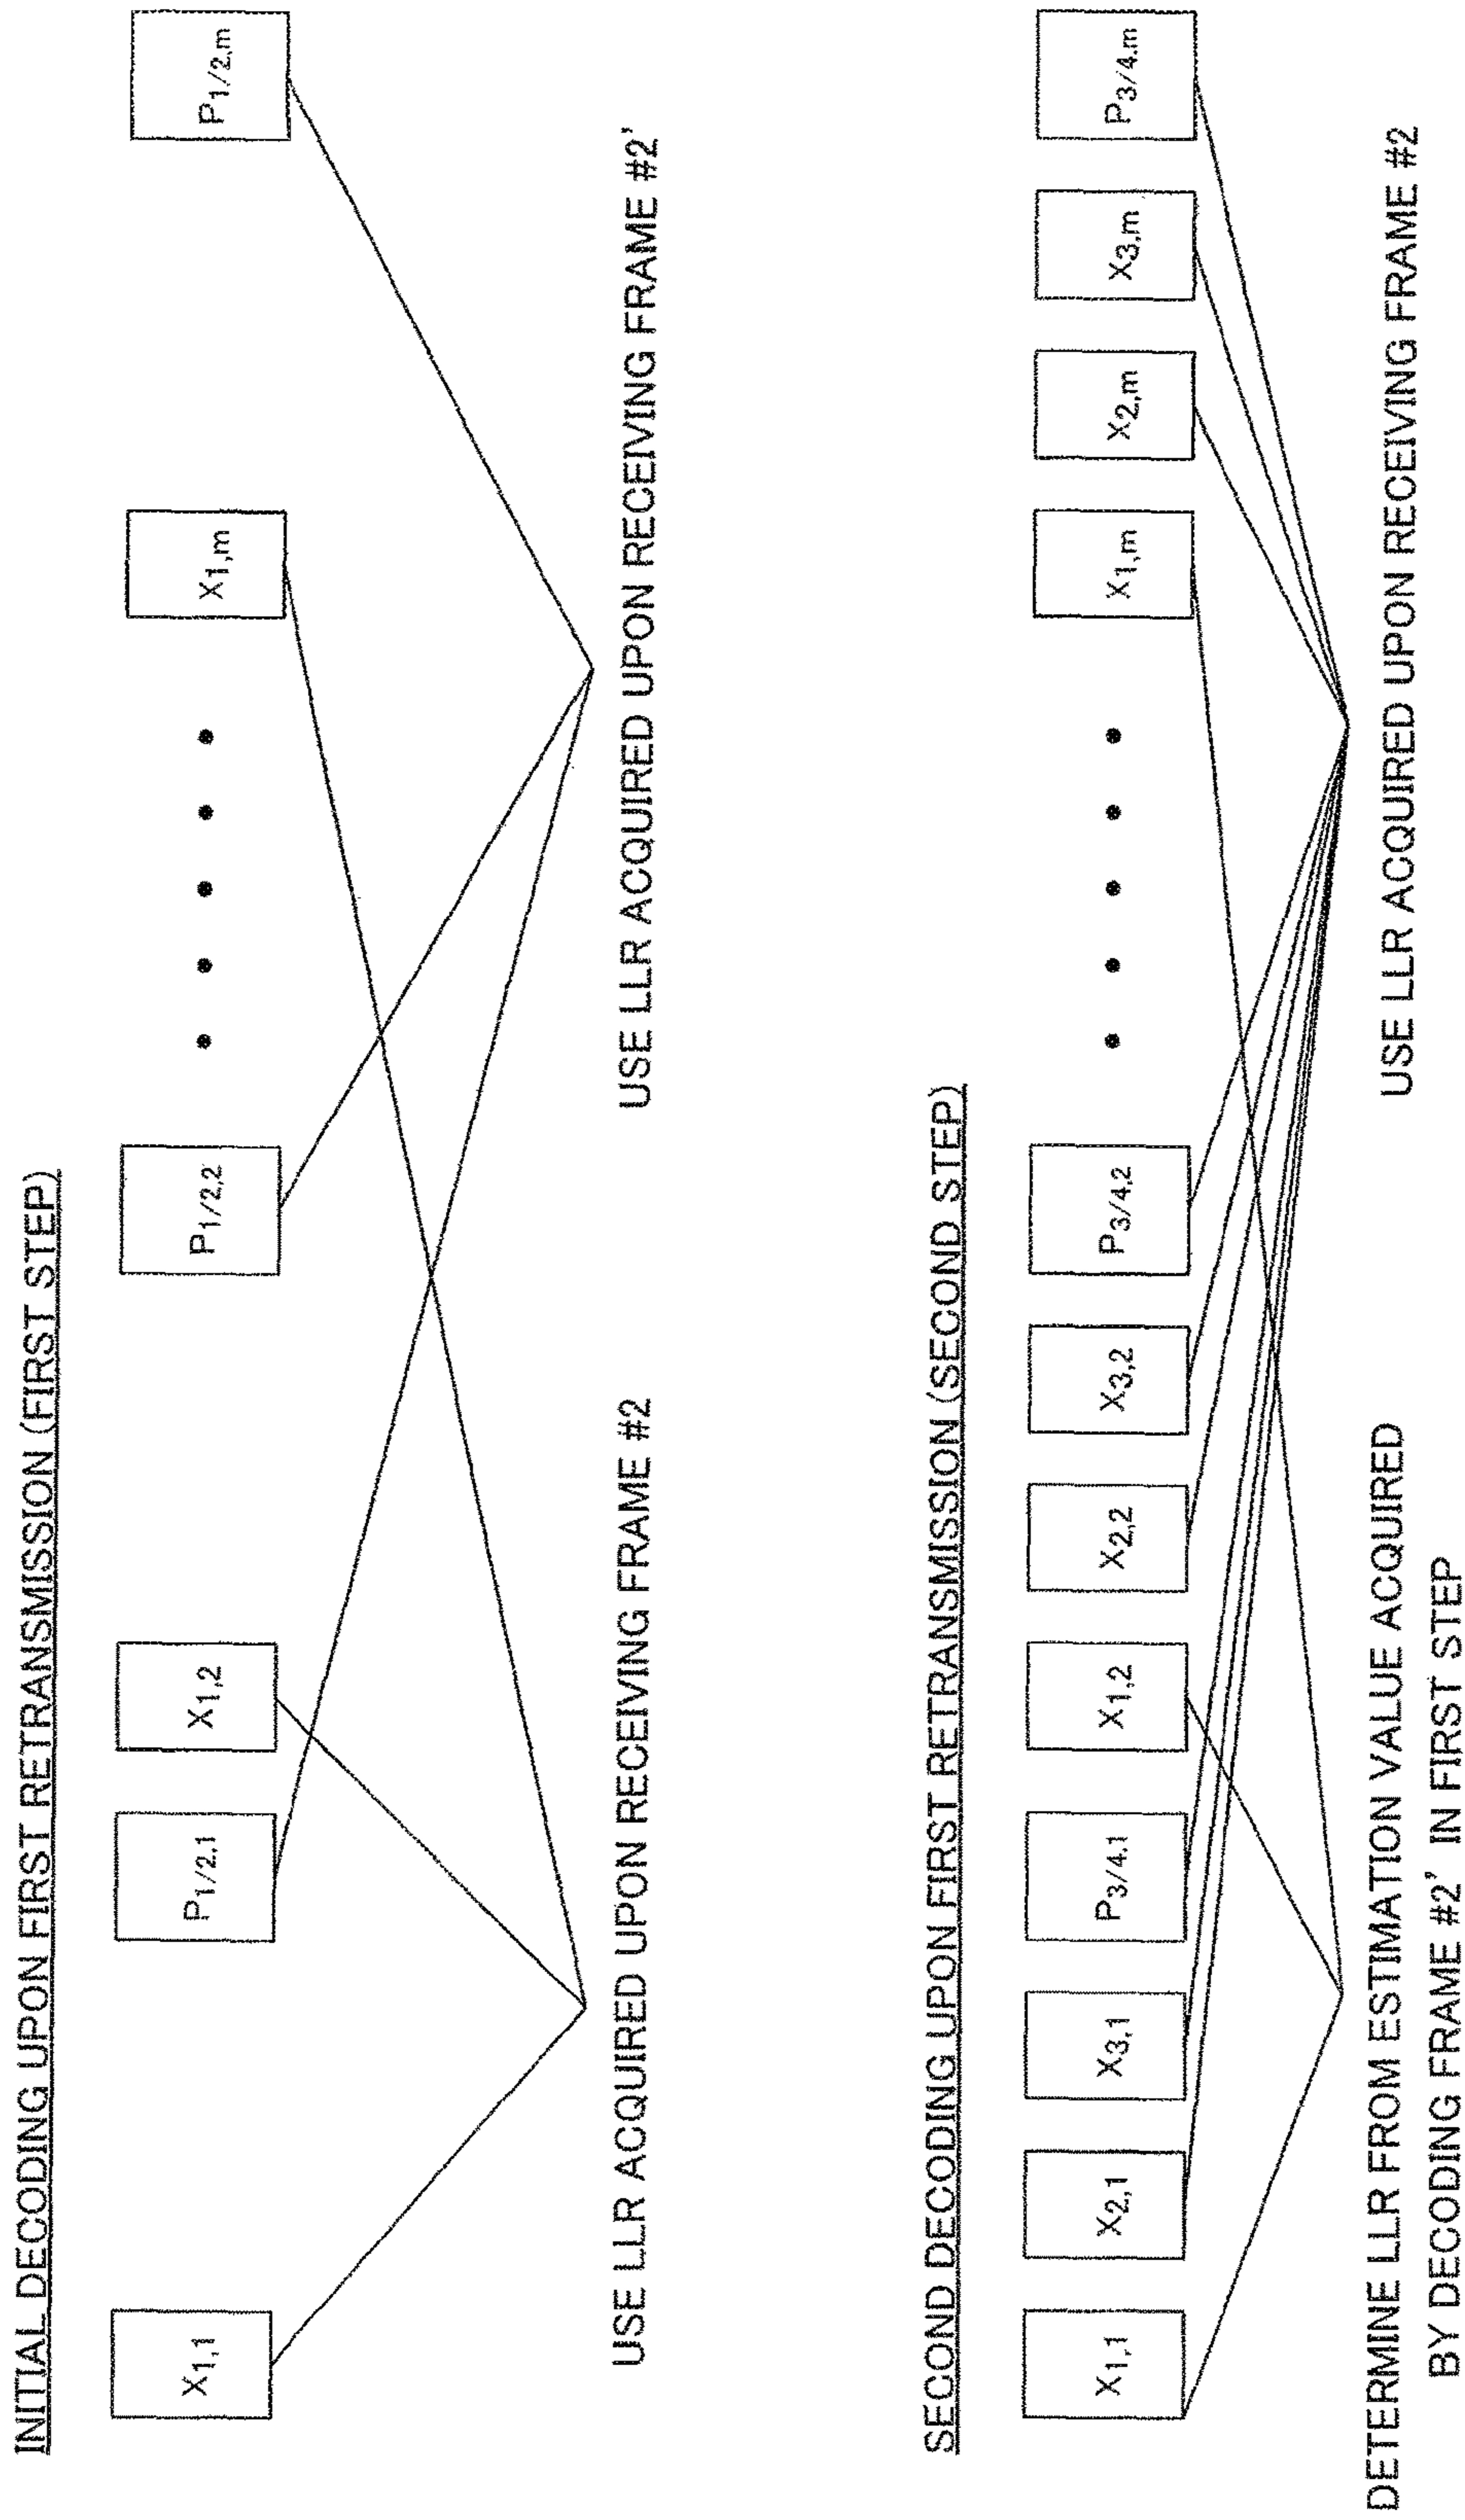 INITIAL DECODING UPON FIRST RETRANSMISSION (FIRST STEP)
X1,1 P1/2,1 X1,2 P1/2,2 X1,m P1/2,m
USE LLR ACQUIRED UPON RECEIVING FRAME #2 USE LLR ACQUIRED UPON RECEIVING FRAME #2'
SECOND DECODING UPON FIRST RETRANSMISSION (SECOND STEP)
X1,1 X2,1 X3,1 P3/4,1 X1,2 X2,2 X3,2 P3/4,2 X1,m X2,m X3,m P3/4,m
DETERMINE LLR FROM ESTIMATION VALUE ACQUIRED USE LLR ACQUIRED UPON RECEIVING FRAME #2
BY DECODING FRAME #2' IN FIRST STEP